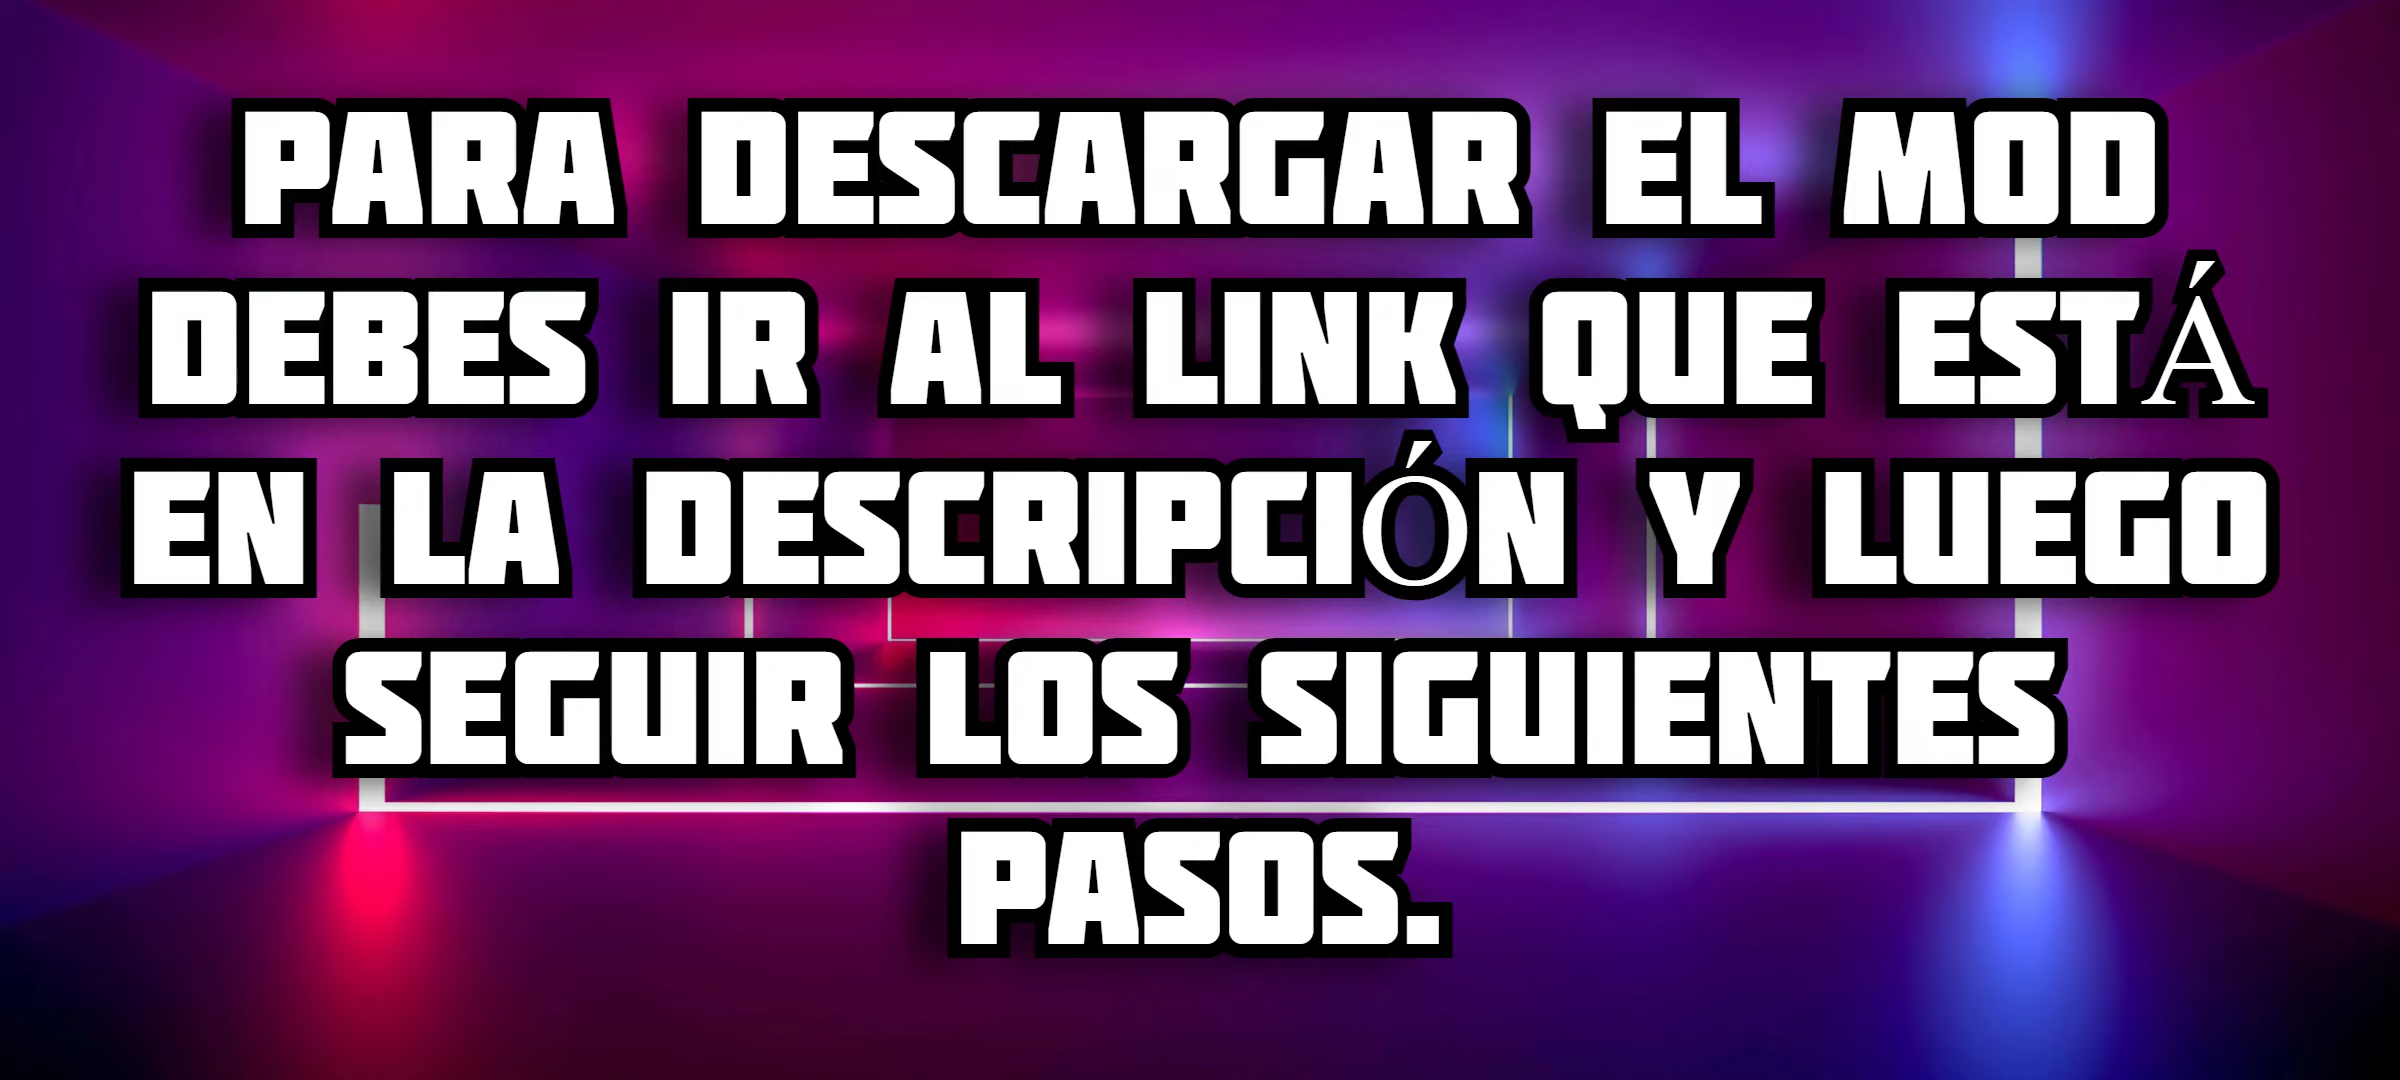 PARA DESCARGAR EL MOD
DEBES IR AL LINK QUE ESTÁ
EN LA DESCRIPCIÓN Y LUEGO
SEGUIR LOS SIGUIENTES
PASOS.